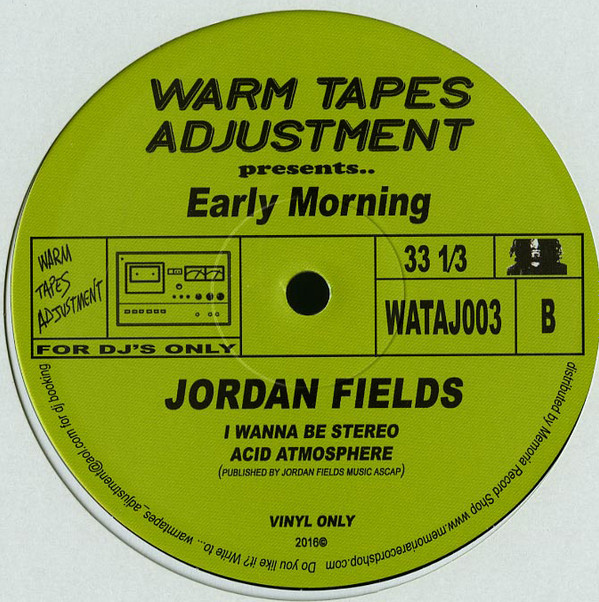 WARM TAPES
ADJUSTMENT
presents..
Early Morning
WARM
TAPES
ADJUSTMENT
FOR DJ'S ONLY
33 1/3
WATAJ003
B
JORDAN FIELDS
I WANNA BE STEREO
ACID ATMOSPHERE
(PUBLISHED BY JORDAN FIELDS MUSIC ASCAP)
VINYL ONLY
2016©
distributed by Memoria Record Shop - www.memoriarecordshop.com
Do you like it? Write to... warmtapes_adjustment@aol.com for dj booking